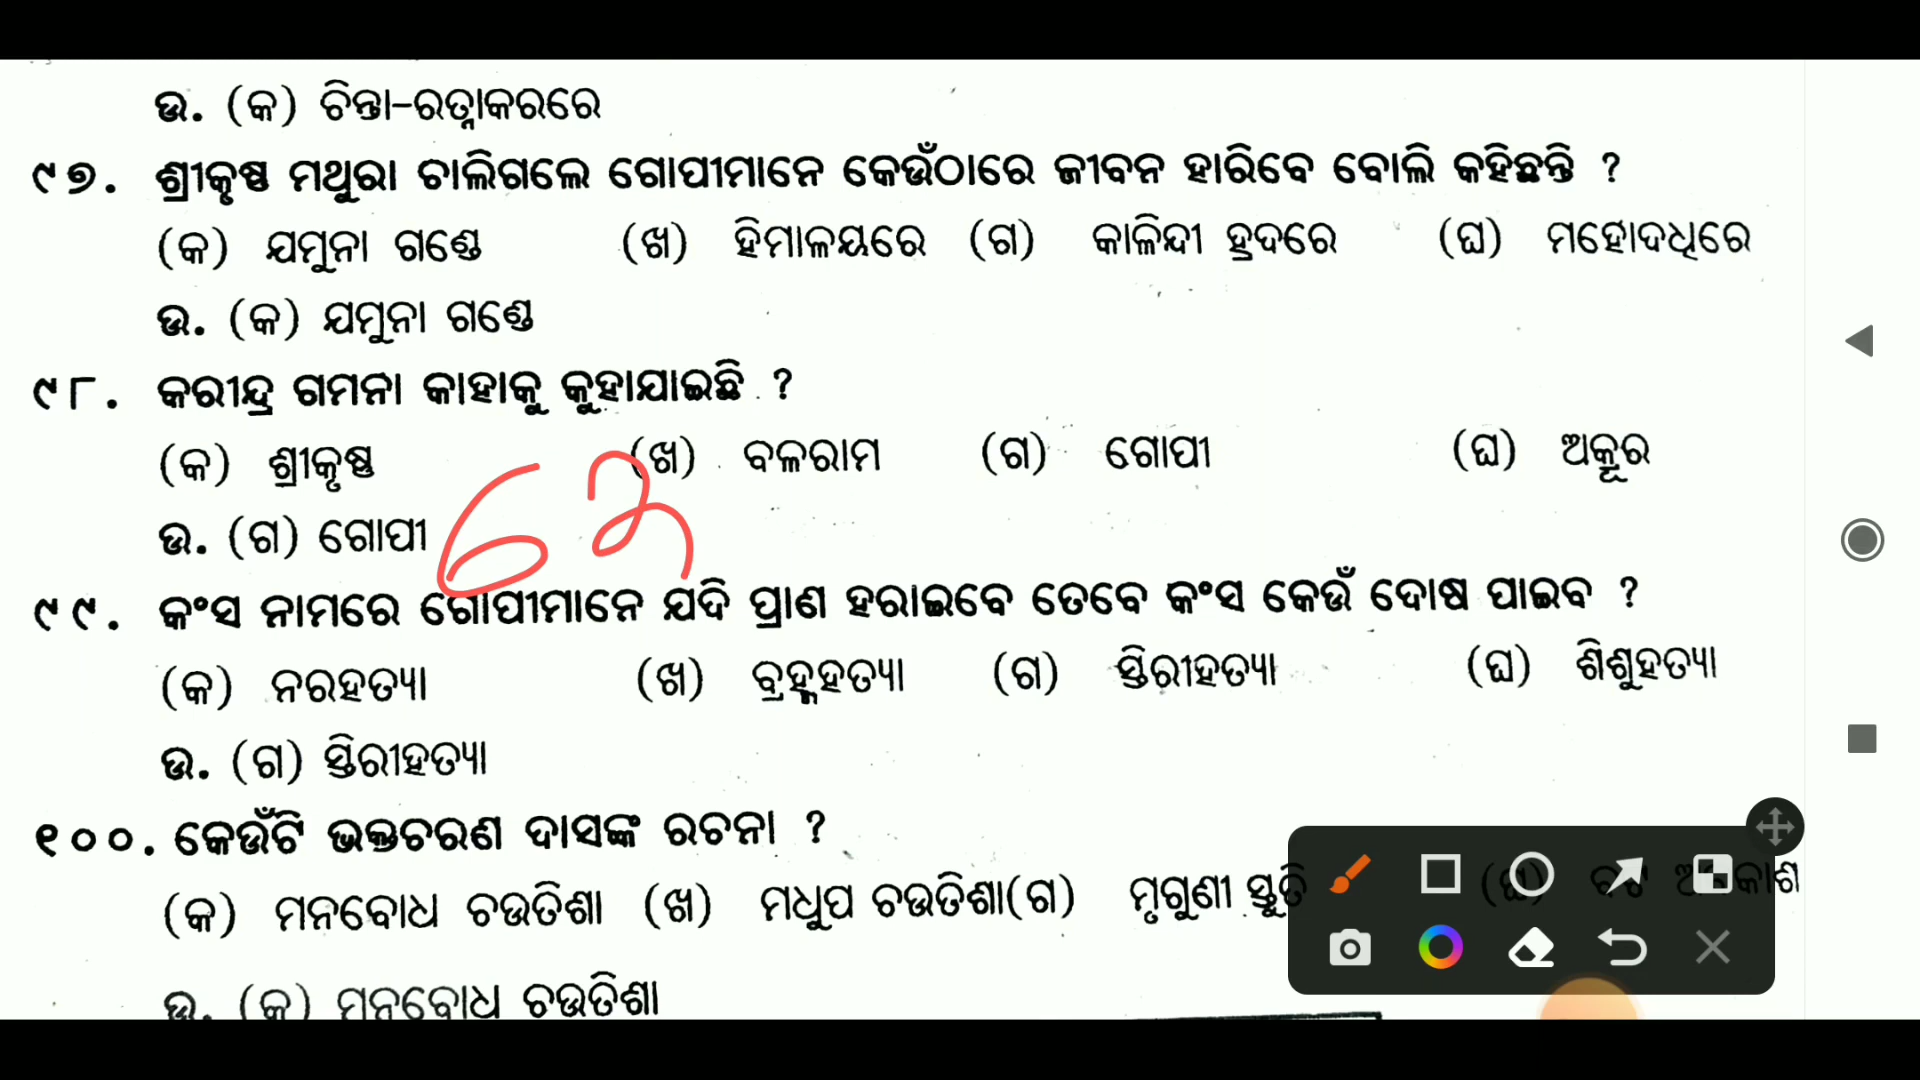 ଉ. (କ) ଚିନ୍ତା-ରତ୍ନାକରରେ
୯୭. ଶ୍ରୀକୃଷ୍ଣ ମଥୁରା ଚାଲିଗଲେ ଗୋପୀମାନେ କେଉଁଠାରେ ଜୀବନ ହାରିବେ ବୋଲି କହିଛନ୍ତି ?
(କ) ଯମୁନା ଗଣ୍ଡେ (ଖ) ହିମାଳୟରେ (ଗ) କାଳିନ୍ଦୀ ହ୍ରଦରେ (ଘ) ମହୋଦଧିରେ
ଉ. (କ) ଯମୁନା ଗଣ୍ଡେ
୯୮. କରୀନ୍ଦ୍ର ଗମନା କାହାକୁ କୁହାଯାଇଛି ?
(କ) ଶ୍ରୀକୃଷ୍ଣ (ଖ) ବଳରାମ (ଗ) ଗୋପୀ (ଘ) ଅକ୍ରୂର
ଉ. (ଗ) ଗୋପୀ
୯୯. କଂସ ନାମରେ ଗୋପୀମାନେ ଯଦି ପ୍ରାଣ ହରାଇବେ ତେବେ କଂସ କେଉଁ ଦୋଷ ପାଇବ ?
(କ) ନରହତ୍ୟା (ଖ) ବ୍ରହ୍ମହତ୍ୟା (ଗ) ସ୍ତିରୀହତ୍ୟା (ଘ) ଶିଶୁହତ୍ୟା
ଉ. (ଗ) ସ୍ତିରୀହତ୍ୟା
୧୦୦. କେଉଁଟି ଭକ୍ତଚରଣ ଦାସଙ୍କ ରଚନା ?
(କ) ମନବୋଧ ଚଉତିଶା (ଖ) ମଧୁପ ଚଉତିଶା (ଗ) ମୃଗୁଣୀ ସ୍ତୁତି (ଘ)
ଉ. (କ) ମନବୋଧ ଚଉତିଶା